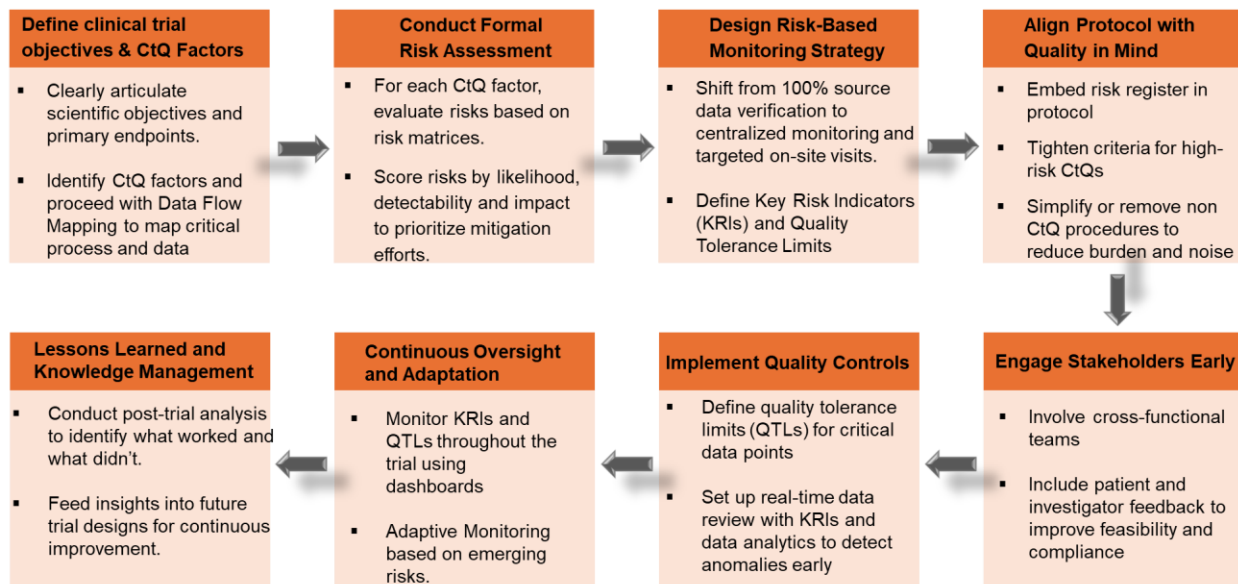 Define clinical trial
objectives & CtQ Factors
▪ Clearly articulate
scientific objectives and
primary endpoints.
▪ Identify CtQ factors and
proceed with Data Flow
Mapping to map critical
process and data
Conduct Formal
Risk Assessment
▪ For each CtQ factor,
evaluate risks based on
risk matrices.
▪ Score risks by likelihood,
detectability and impact
to prioritize mitigation
efforts.
Design Risk-Based
Monitoring Strategy
▪ Shift from 100% source
data verification to
centralized monitoring and
targeted on-site visits.
▪ Define Key Risk Indicators
(KRIs) and Quality
Tolerance Limits
Align Protocol with
Quality in Mind
▪ Embed risk register in
protocol
▪ Tighten criteria for high-
risk CtQs
▪ Simplify or remove non
CtQ procedures to
reduce burden and noise
Engage Stakeholders Early
▪ Involve cross-functional
teams
▪ Include patient and
investigator feedback to
improve feasibility and
compliance
Implement Quality Controls
▪ Define quality tolerance
limits (QTLs) for critical
data points
▪ Set up real-time data
review with KRIs and
data analytics to detect
anomalies early
Continuous Oversight
and Adaptation
▪ Monitor KRIs and
QTLs throughout the
trial using
dashboards
▪ Adaptive Monitoring
based on emerging
risks.
Lessons Learned and
Knowledge Management
▪ Conduct post-trial analysis
to identify what worked and
what didn't.
▪ Feed insights into future
trial designs for continuous
improvement.